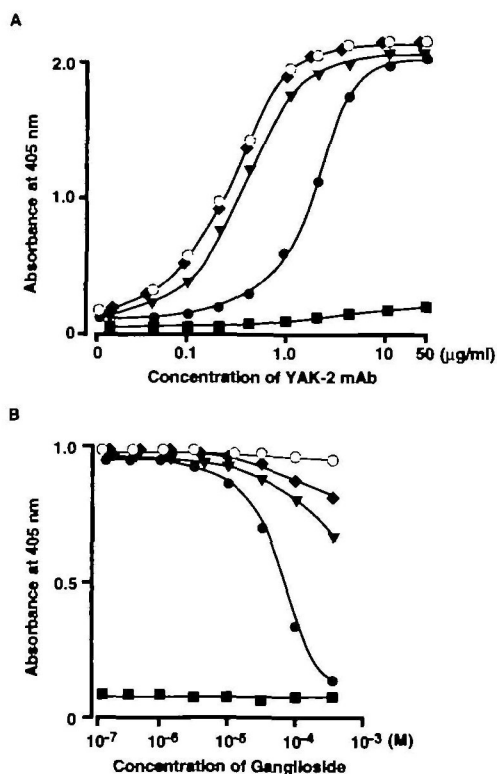 A
2.0
1.0
0
Absorbance at 405 nm
0 0.1 1.0 10 50 (μg/ml)
Concentration of YAK-2 mAb
B
1.0
0.5
0
Absorbance at 405 nm
10⁻⁷ 10⁻⁶ 10⁻⁵ 10⁻⁴ 10⁻³ (M)
Concentration of Ganglioside